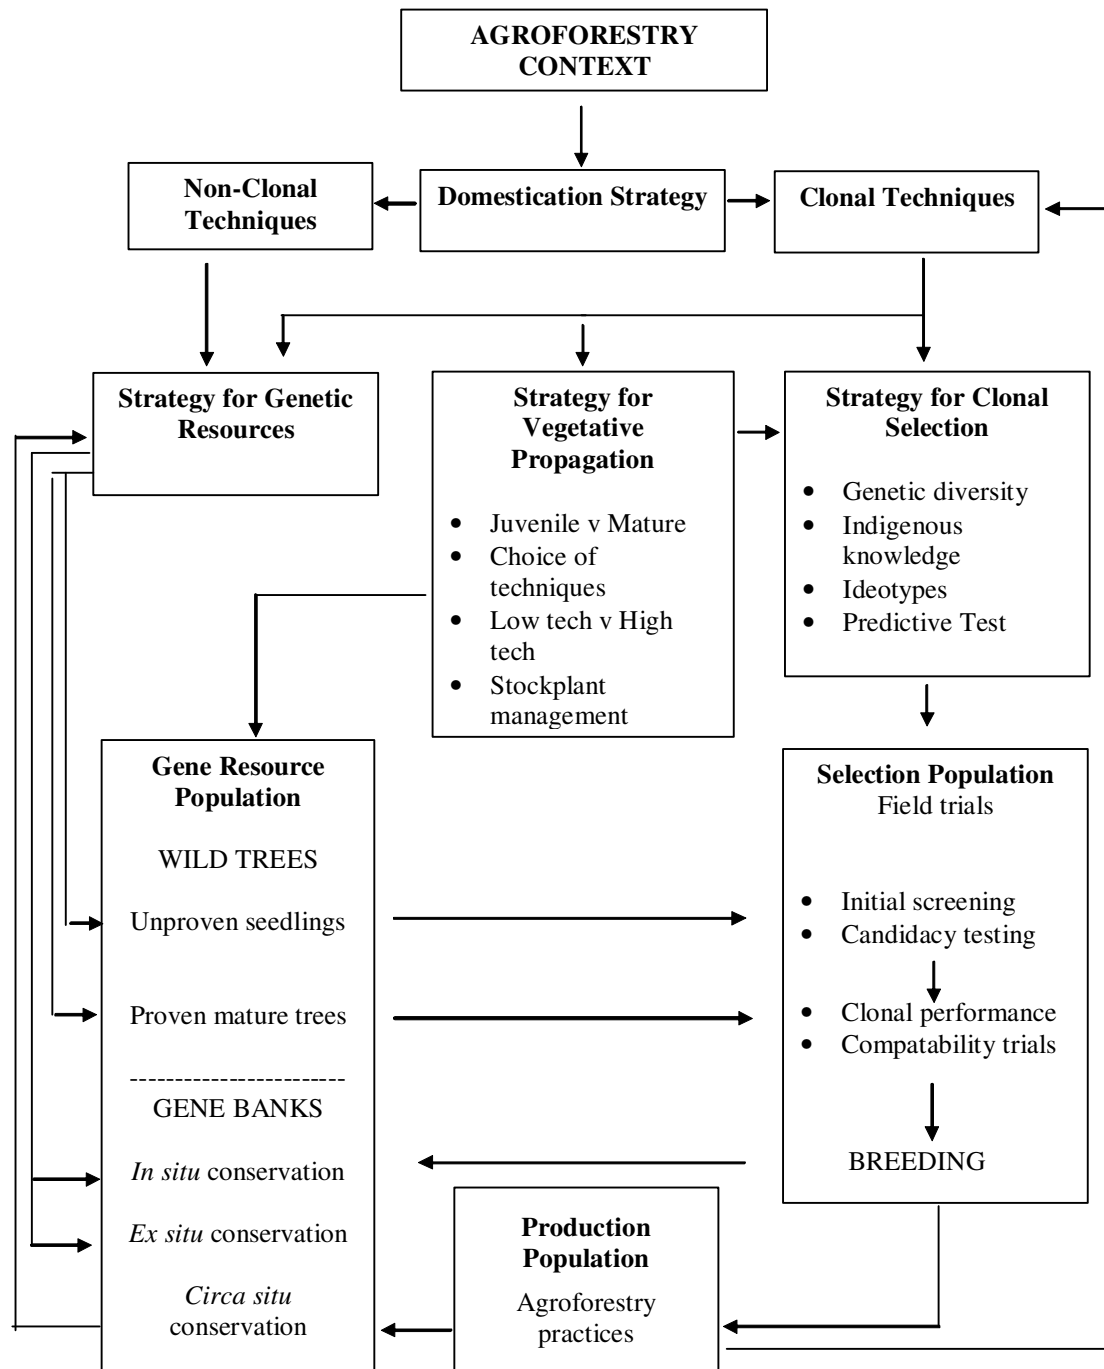 AGROFORESTRY
CONTEXT
Non-Clonal
Techniques
Domestication Strategy
Clonal Techniques
Strategy for Genetic
Resources
Strategy for
Vegetative
Propagation
• Juvenile v Mature
• Choice of
techniques
• Low tech v High
tech
• Stockplant
management
Strategy for Clonal
Selection
• Genetic diversity
• Indigenous
knowledge
• Ideotypes
• Predictive Test
Gene Resource
Population
WILD TREES
Unproven seedlings
Proven mature trees
------------------------
GENE BANKS
In situ conservation
Ex situ conservation
Circa situ
conservation
Selection Population
Field trials
• Initial screening
• Candidacy testing
• Clonal performance
• Compatability trials
BREEDING
Production
Population
Agroforestry
practices